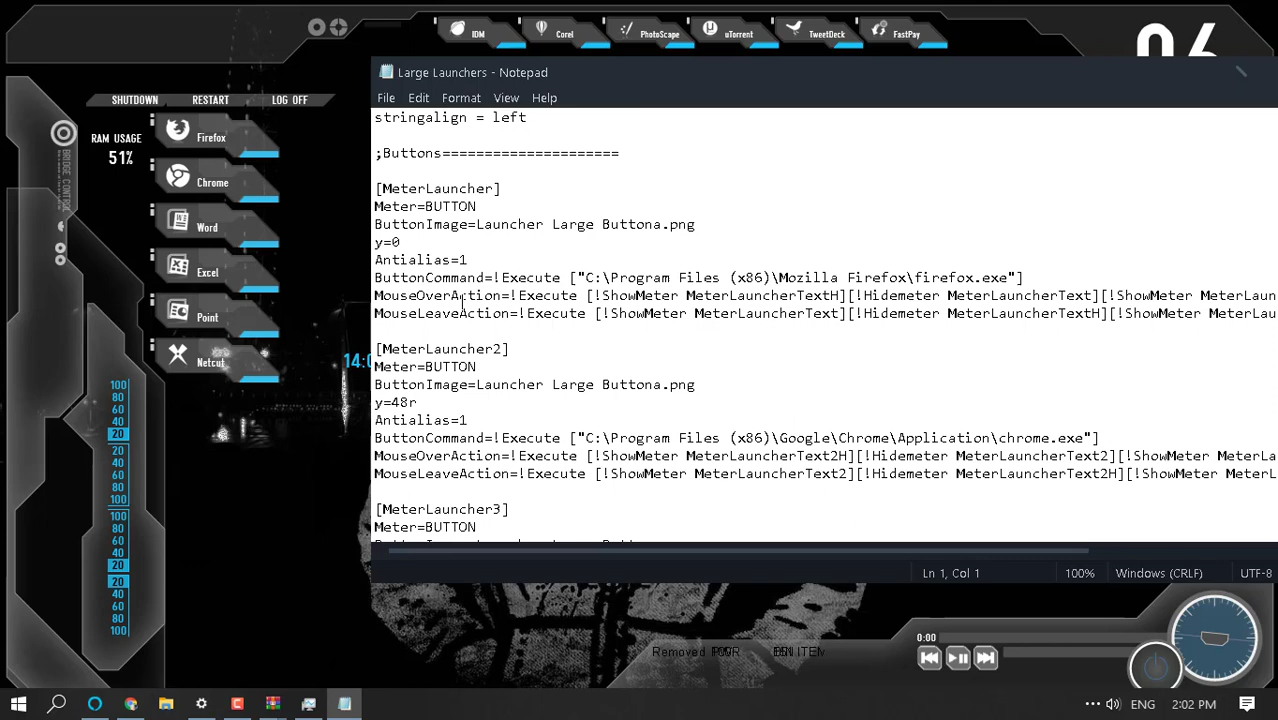 IDM
Corel
PhotoScape
uTorrent
TweetDeck
FastPay
06
SHUTDOWN
RESTART
LOG OFF
RAM USAGE
51%
BRIDGE CONTROL
Firefox
Chrome
Word
Excel
Point
Netcut
100
80
60
40
20
20
40
60
80
100
100
80
60
40
20
20
40
60
80
100
14:0
Large Launchers - Notepad
File Edit Format View Help
stringalign = left
;Buttons=====================
[MeterLauncher]
Meter=BUTTON
ButtonImage=Launcher Large Buttona.png
y=0
Antialias=1
ButtonCommand=!Execute ["C:\Program Files (x86)\Mozilla Firefox\firefox.exe"]
MouseOverAction=!Execute [!ShowMeter MeterLauncherTextH][!Hidemeter MeterLauncherText][!ShowMeter MeterLaun
MouseLeaveAction=!Execute [!ShowMeter MeterLauncherText][!Hidemeter MeterLauncherTextH][!ShowMeter MeterLau
[MeterLauncher2]
Meter=BUTTON
ButtonImage=Launcher Large Buttona.png
y=48r
Antialias=1
ButtonCommand=!Execute ["C:\Program Files (x86)\Google\Chrome\Application\chrome.exe"]
MouseOverAction=!Execute [!ShowMeter MeterLauncherText2H][!Hidemeter MeterLauncherText2][!ShowMeter MeterLa
MouseLeaveAction=!Execute [!ShowMeter MeterLauncherText2][!Hidemeter MeterLauncherText2H][!ShowMeter MeterL
[MeterLauncher3]
Meter=BUTTON
Ln 1, Col 1
100%
Windows (CRLF)
UTF-8
Removed
0:00
ENG
2:02 PM